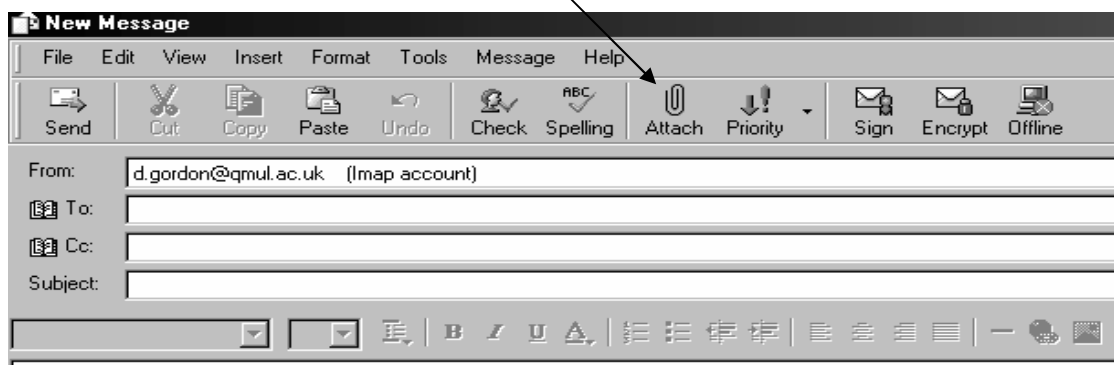 New Message
File Edit View Insert Format Tools Message Help
ABC
Send Cut Copy Paste Undo Check Spelling Attach Priority Sign Encrypt Offline
From: d.gordon@qmul.ac.uk (Imap account)
To:
Cc:
Subject:
B I U A